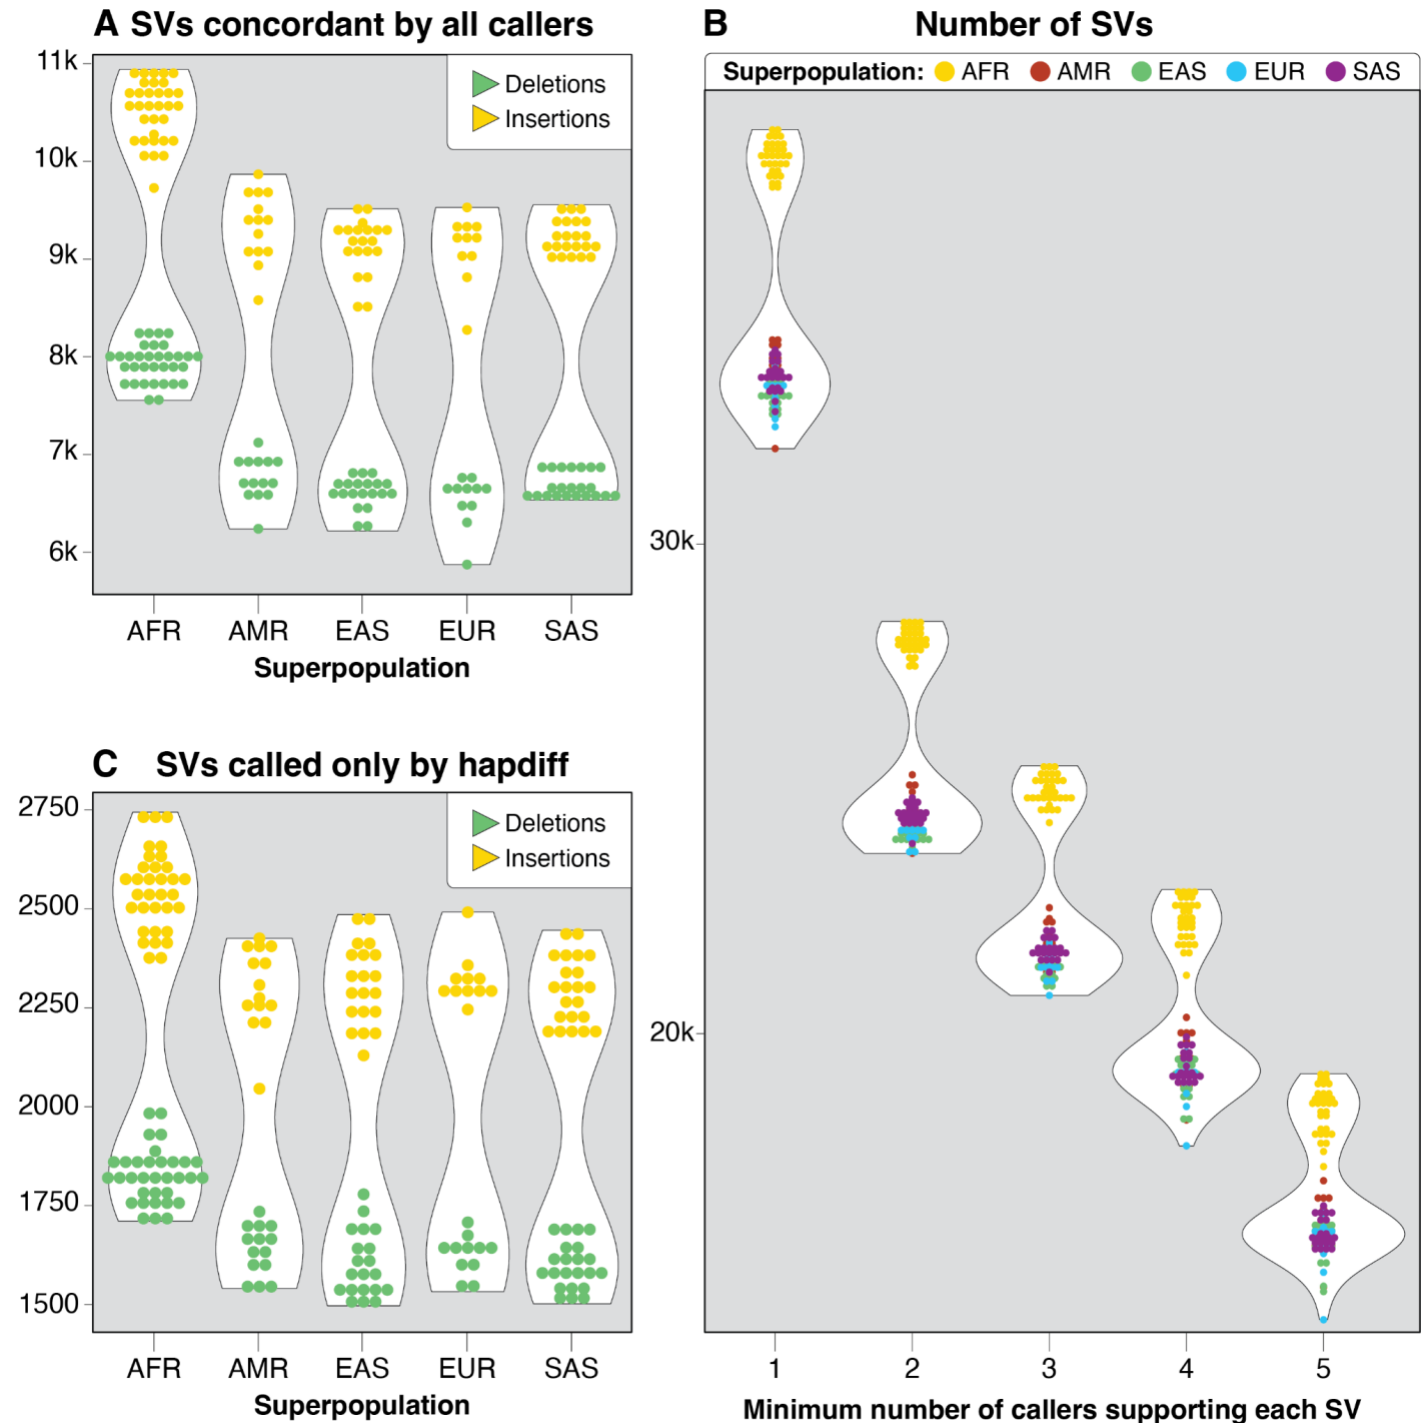 A SVs concordant by all callers
Deletions
Insertions
11k
10k
9k
8k
7k
6k
AFR AMR EAS EUR SAS
Superpopulation
B Number of SVs
Superpopulation: AFR AMR EAS EUR SAS
30k
20k
1 2 3 4 5
Minimum number of callers supporting each SV
C SVs called only by hapdiff
Deletions
Insertions
2750
2500
2250
2000
1750
1500
AFR AMR EAS EUR SAS
Superpopulation